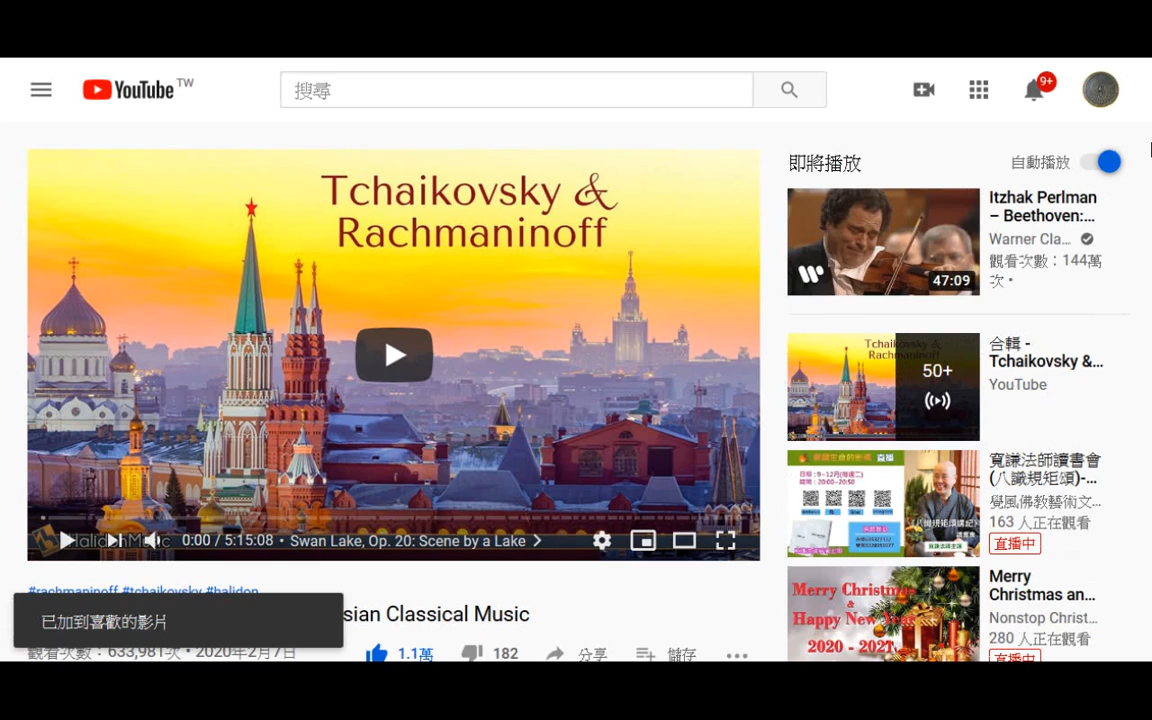 YouTube TW
搜尋
9+
Tchaikovsky &
Rachmaninoff
0:00 / 5:15:08 • Swan Lake, Op. 20: Scene by a Lake
#rachmaninoff #tchaikovsky #halidon
sian Classical Music
已加到喜歡的影片
觀看次數：633,981次 • 2020年2月7日
1.1萬
182
分享
儲存
即將播放
自動播放
47:09
Itzhak Perlman
– Beethoven:...
Warner Cla...
觀看次數：144萬
次 •
Tchaikovsky &
Rachmaninoff
50+
合輯 -
Tchaikovsky &...
YouTube
直播
寬謙法師讀書會
(八識規矩頌)-...
覺風佛教藝術文...
163 人正在觀看
直播中
Merry Christmas
&
Happy New Year
2020 - 2021
Merry
Christmas an...
Nonstop Christ...
280 人正在觀看
直播中